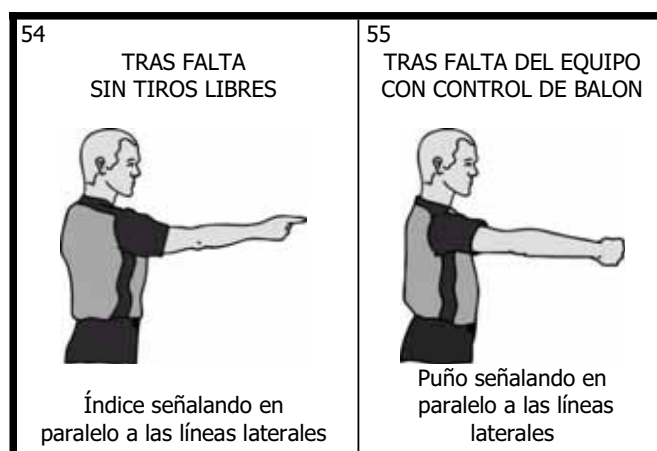 54
TRAS FALTA
SIN TIROS LIBRES
Índice señalando en
paralelo a las líneas laterales
55
TRAS FALTA DEL EQUIPO
CON CONTROL DE BALON
Puño señalando en
paralelo a las líneas
laterales